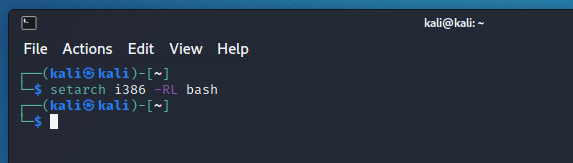 kali@kali: ~
File Actions Edit View Help
┌──(kali㉿kali)-[~]
└─$ setarch i386 -RL bash
┌──(kali㉿kali)-[~]
└─$